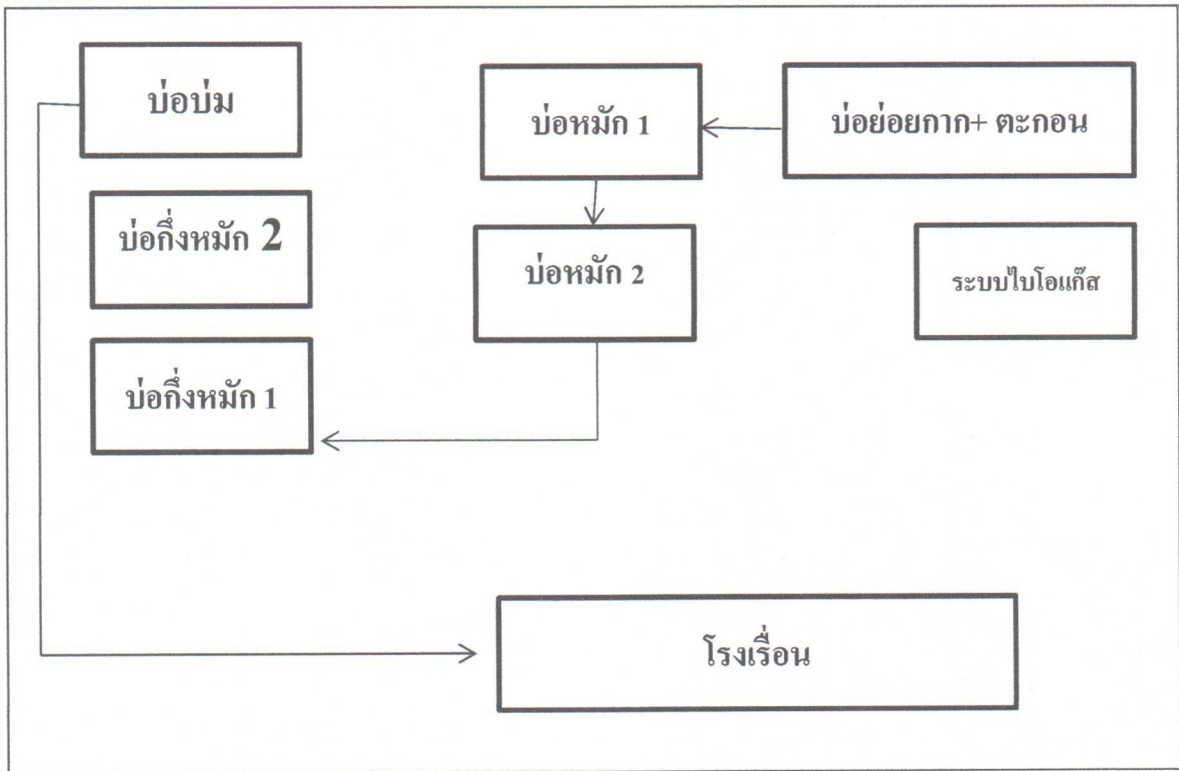 บ่อบ่ม
บ่อหมัก 1
บ่อย่อยกาก+ ตะกอน
บ่อกึ่งหมัก 2
บ่อหมัก 2
ระบบไบโอแก๊ส
บ่อกึ่งหมัก 1
โรงเรื่อน